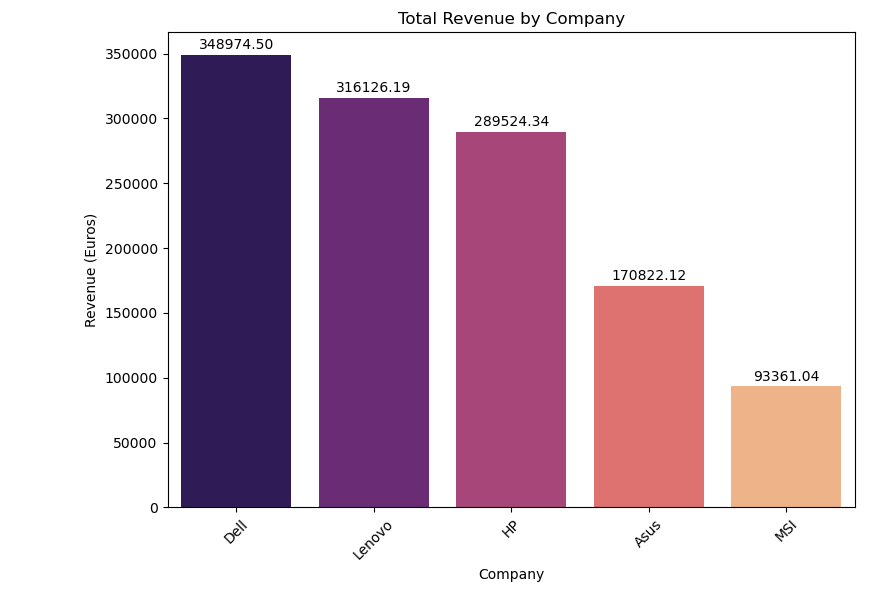 Total Revenue by Company
348974.50
316126.19
289524.34
170822.12
93361.04
350000
300000
250000
200000
150000
100000
50000
0
Revenue (Euros)
Dell
Lenovo
HP
Asus
MSI
Company